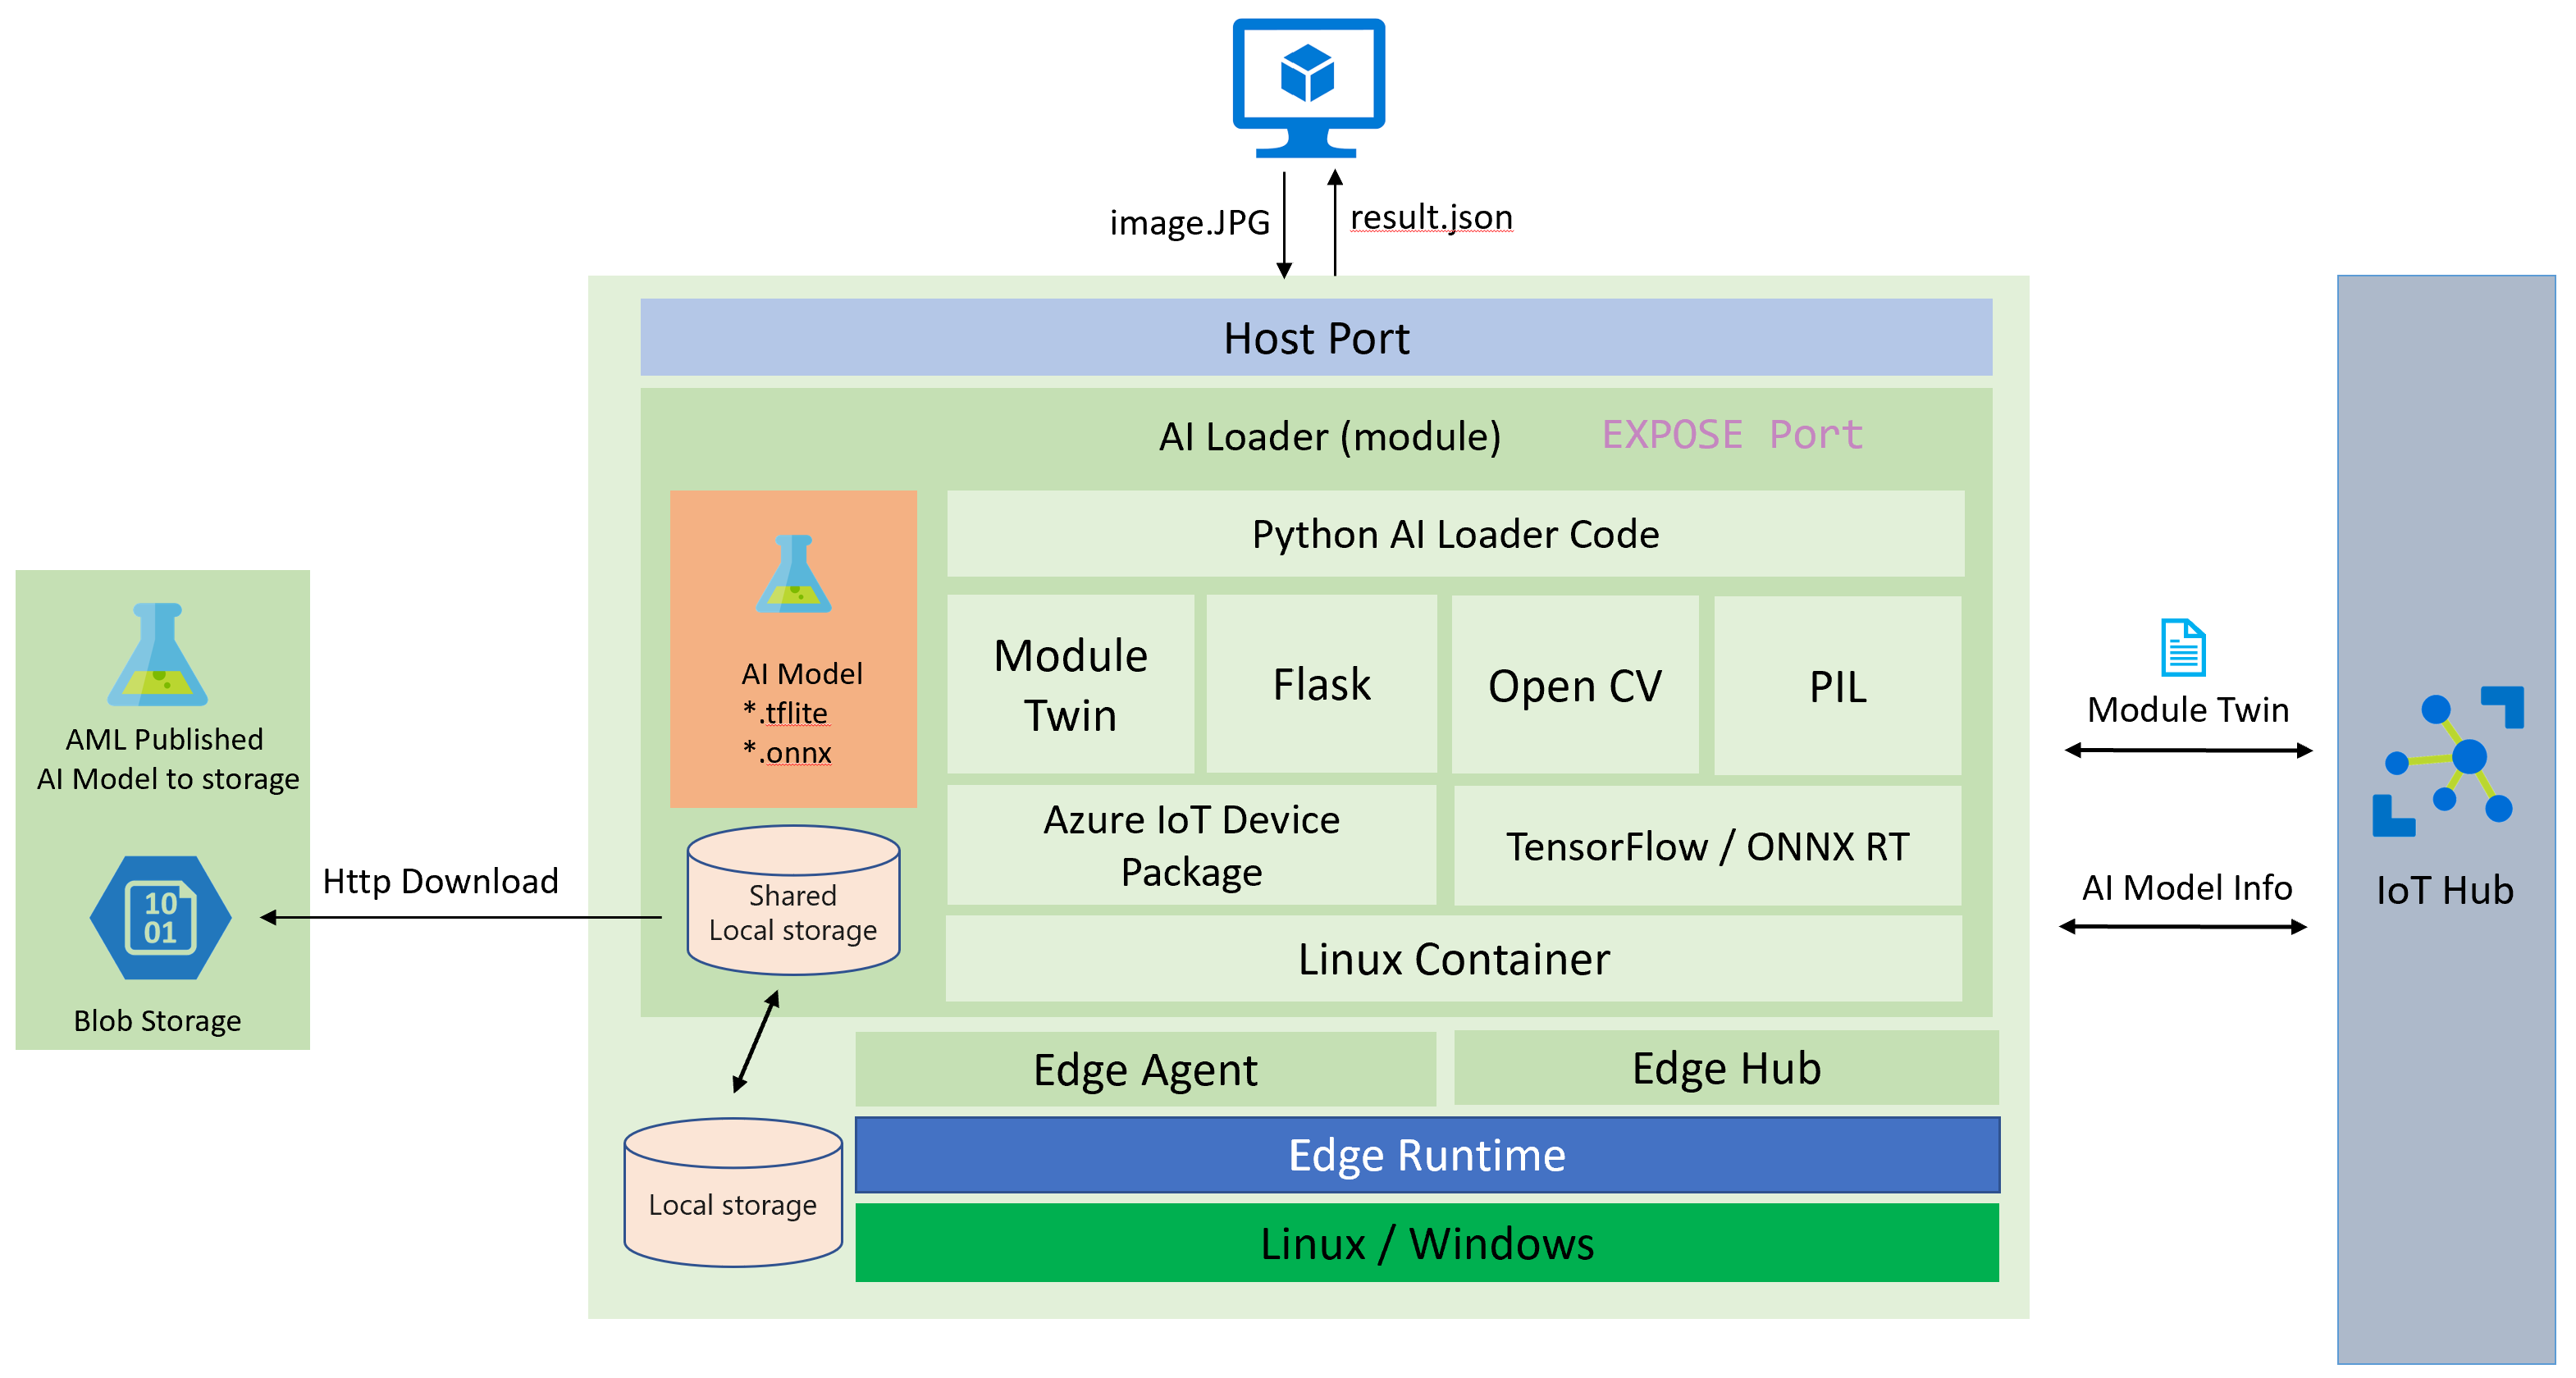 image.JPG
result.json
Host Port
AI Loader (module)
EXPOSE Port
AI Model
*.tflite
*.onnx
Python AI Loader Code
Module
Twin
Flask
Open CV
PIL
Azure IoT Device
Package
TensorFlow / ONNX RT
Linux Container
Shared
Local storage
Edge Agent
Edge Hub
Edge Runtime
Linux / Windows
Local storage
AML Published
AI Model to storage
10
01
Blob Storage
Http Download
Module Twin
AI Model Info
IoT Hub